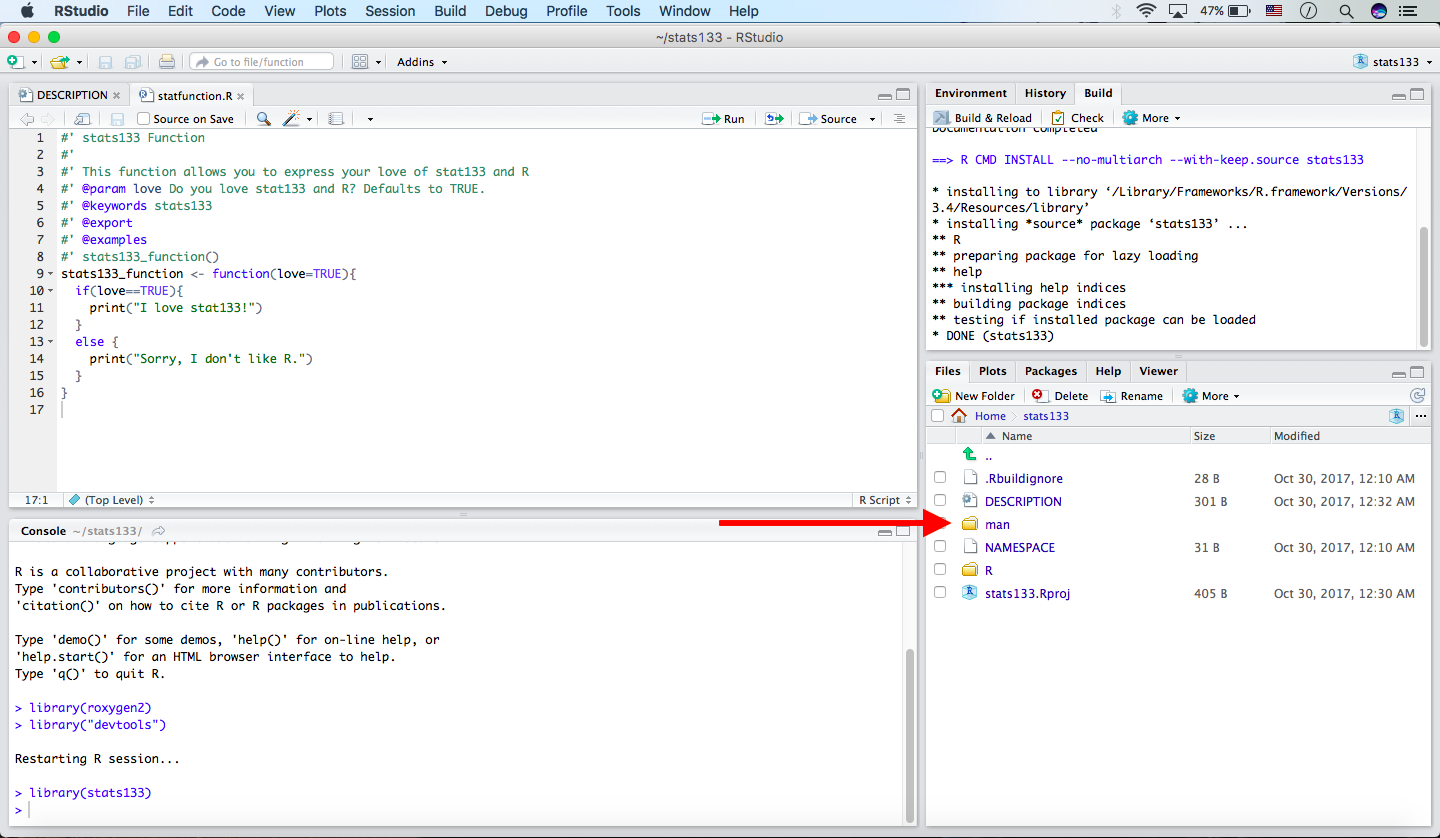 RStudio File Edit Code View Plots Session Build Debug Profile Tools Window Help 47%
~/stats133 - RStudio
Go to file/function Addins stats133
DESCRIPTION statfunction.R
Source on Save Run Source
1 #' stats133 Function
2 #'
3 #' This function allows you to express your love of stat133 and R
4 #' @param love Do you love stat133 and R? Defaults to TRUE.
5 #' @keywords stats133
6 #' @export
7 #' @examples
8 #' stats133_function()
9 stats133_function <- function(love=TRUE){
10 if(love==TRUE){
11 print("I love stat133!")
12 }
13 else {
14 print("Sorry, I don't like R.")
15 }
16 }
17
17:1 (Top Level) R Script
Console ~/stats133/
R is a collaborative project with many contributors.
Type 'contributors()' for more information and
'citation()' on how to cite R or R packages in publications.
Type 'demo()' for some demos, 'help()' for on-line help, or
'help.start()' for an HTML browser interface to help.
Type 'q()' to quit R.
> library(roxygen2)
> library("devtools")
Restarting R session...
> library(stats133)
>
Environment History Build
Build & Reload Check More
Documentation completed
==> R CMD INSTALL --no-multiarch --with-keep.source stats133
* installing to library ‘/Library/Frameworks/R.framework/Versions/
3.4/Resources/library’
* installing *source* package ‘stats133’ ...
** R
** preparing package for lazy loading
** help
*** installing help indices
** building package indices
** testing if installed package can be loaded
* DONE (stats133)
Files Plots Packages Help Viewer
New Folder Delete Rename More
Home stats133
Name Size Modified
..
.Rbuildignore 28 B Oct 30, 2017, 12:10 AM
DESCRIPTION 301 B Oct 30, 2017, 12:32 AM
man
NAMESPACE 31 B Oct 30, 2017, 12:10 AM
R
stats133.Rproj 405 B Oct 30, 2017, 12:30 AM